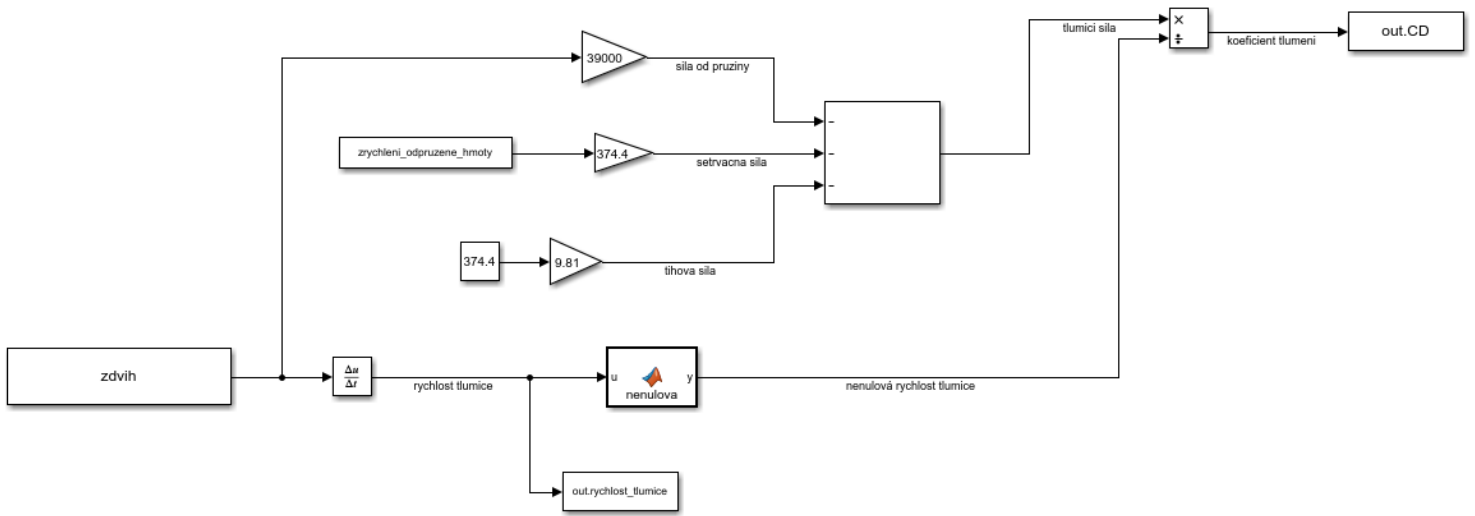 tlumici sila
×
÷
koeficient tlumeni
out.CD
39000
sila od pruziny
zrychleni_odpruzene_hmoty
374.4
setrvacna sila
-
-
-
374.4
9.81
tihova sila
zdvih
Δu
Δt
rychlost tlumice
u
y
nenulova
nenulová rychlost tlumice
out.rychlost_tlumice